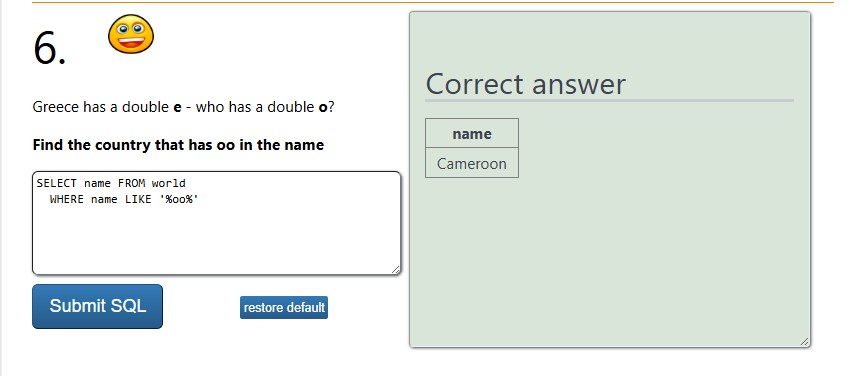 6.
Greece has a double e - who has a double o?
Find the country that has oo in the name
SELECT name FROM world
WHERE name LIKE '%oo%'
Submit SQL
restore default
Correct answer
name
Cameroon